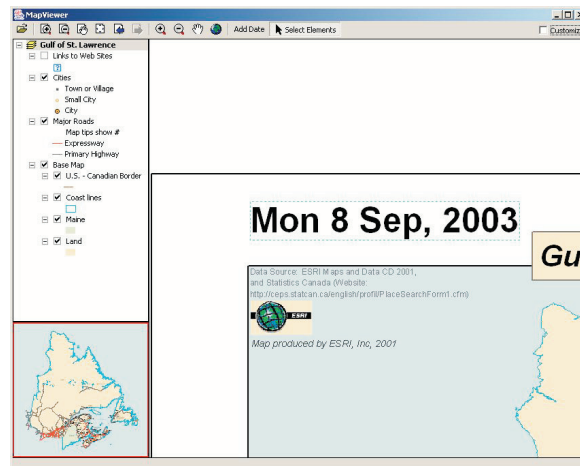 MapViewer
Add Date
Select Elements
Customiz
Gulf of St. Lawrence
Links to Web Sites
Cities
Town or Village
Small City
City
Major Roads
Map tips show #
Expressway
Primary Highway
Base Map
U.S. - Canadian Border
Coast lines
Maine
Land
Mon 8 Sep, 2003
Gu
Data Source: ESRI Maps and Data CD 2001,
and Statistics Canada (Website:
http://ceps.statcan.ca/english/profil/PlaceSearchForm1.cfm)
ESRI
Map produced by ESRI, Inc, 2001